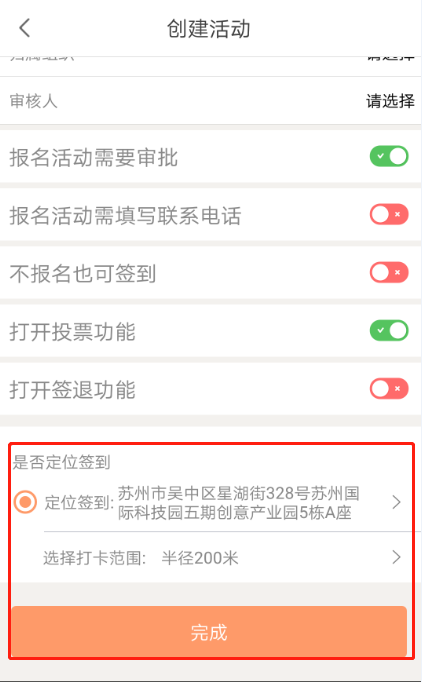 创建活动
请选择
审核人 请选择
报名活动需要审批
报名活动需填写联系电话
不报名也可签到
打开投票功能
打开签退功能
是否定位签到
定位签到: 苏州市吴中区星湖街328号苏州国
际科技园五期创意产业园5栋A座
选择打卡范围: 半径200米
完成